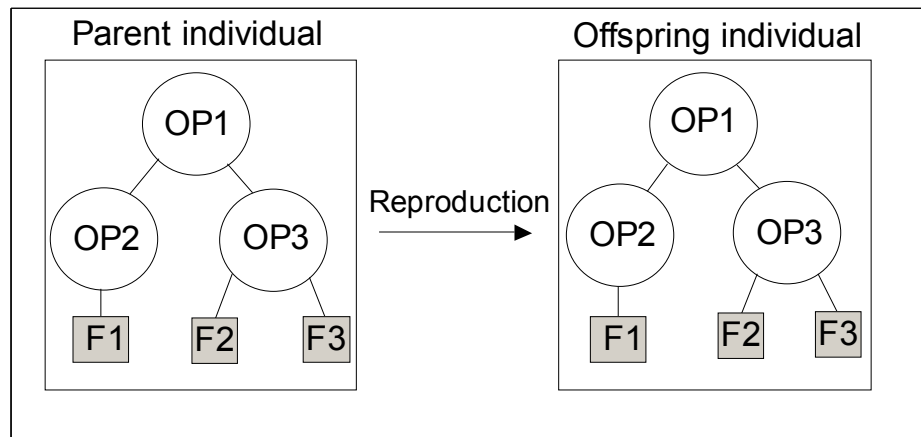 Parent individual
Offspring individual
OP1
OP2
OP3
F1
F2
F3
Reproduction
OP1
OP2
OP3
F1
F2
F3